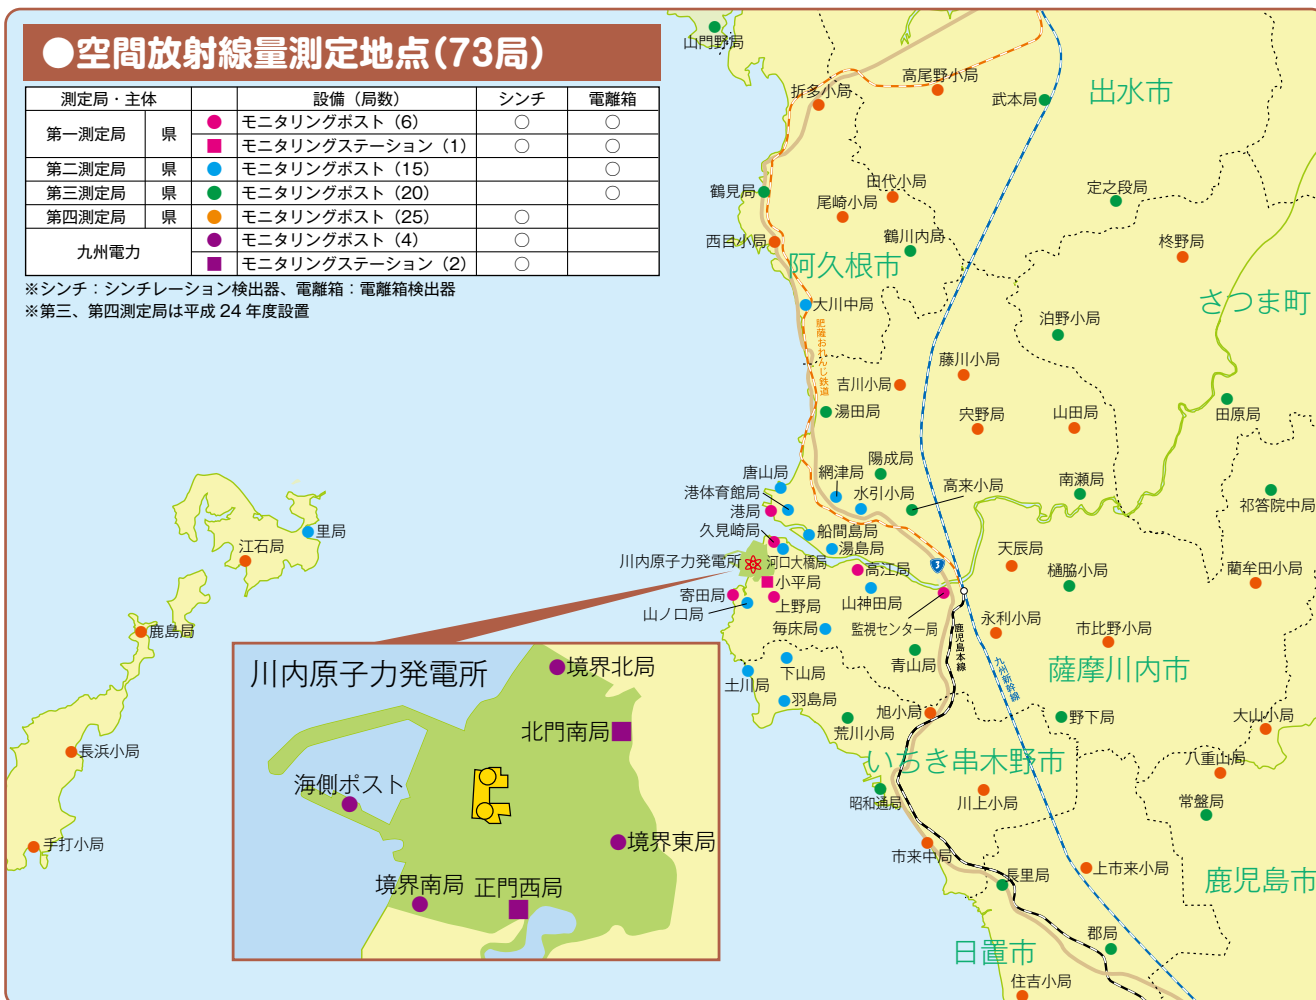 ●空間放射線量測定地点(73局)
測定局・主体 設備（局数） シンチ 電離箱
第一測定局 県 ● モニタリングポスト（6） ○ ○
■ モニタリングステーション（1） ○ ○
第二測定局 県 ● モニタリングポスト（15） ○
第三測定局 県 ● モニタリングポスト（20） ○
第四測定局 県 ● モニタリングポスト（25） ○
九州電力 ● モニタリングポスト（4） ○
■ モニタリングステーション（2） ○
※シンチ：シンチレーション検出器、電離箱：電離箱検出器
※第三、第四測定局は平成 24 年度設置
山門野局
折多小局
高尾野小局
武本局
出水市
鶴見局
田代小局
尾崎小局
定之段局
西目小局
鶴川内局
柊野局
阿久根市
さつま町
大川中局
肥薩おれんじ鉄道
泊野小局
藤川小局
吉川小局
湯田局
穴野局
山田局
田原局
陽成局
唐山局
網津局
港体育館局
水引小局
高来小局
南瀬局
祁答院中局
港局
久見崎局
船間島局
湯島局
川内原子力発電所
河口大橋局
高江局
天辰局
樋脇小局
藺牟田小局
3
小平局
寄田局
上野局
山ノ口局
山神田局
毎床局
監視センター局
鹿児島本線
永利小局
市比野小局
青山局
九州新幹線
薩摩川内市
下山局
土川局
羽島局
荒川小局
旭小局
野下局
大山小局
いちき串木野市
八重山局
昭和通局
川上小局
常盤局
市来中局
長里局
上市来小局
鹿児島市
郡局
日置市
住吉小局
里局
江石局
鹿島局
長浜小局
手打小局
川内原子力発電所
境界北局
北門南局
海側ポスト
境界東局
境界南局
正門西局